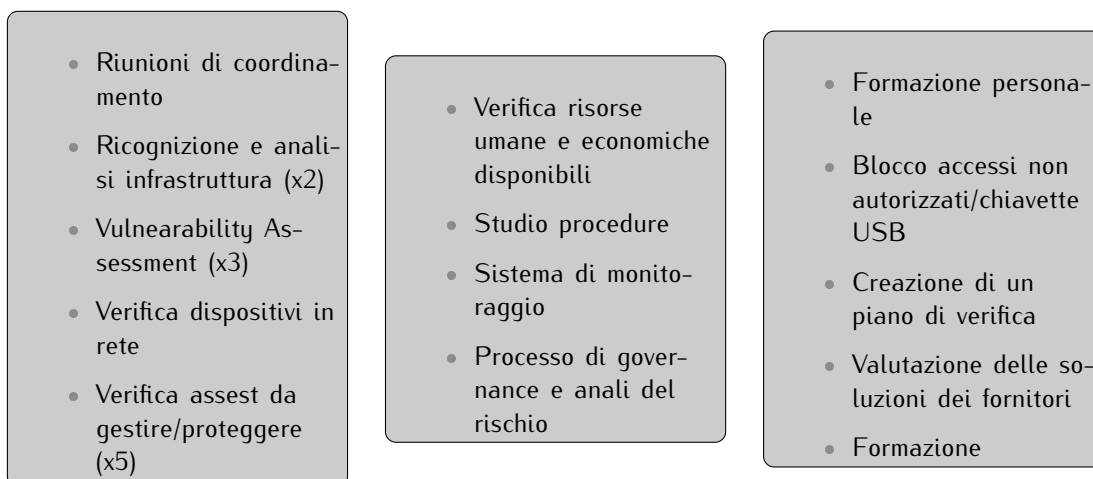 Riunioni di coordina-
mento
Ricognizione e anali-
si infrastruttura (x2)
Vulnearability As-
sessment (x3)
Verifica dispositivi in
rete
Verifica assest da
gestire/proteggere
(x5)
Verifica risorse
umane e economiche
disponibili
Studio procedure
Sistema di monito-
raggio
Processo di gover-
nance e anali del
rischio
Formazione persona-
le
Blocco accessi non
autorizzati/chiavette
USB
Creazione di un
piano di verifica
Valutazione delle so-
luzioni dei fornitori
Formazione